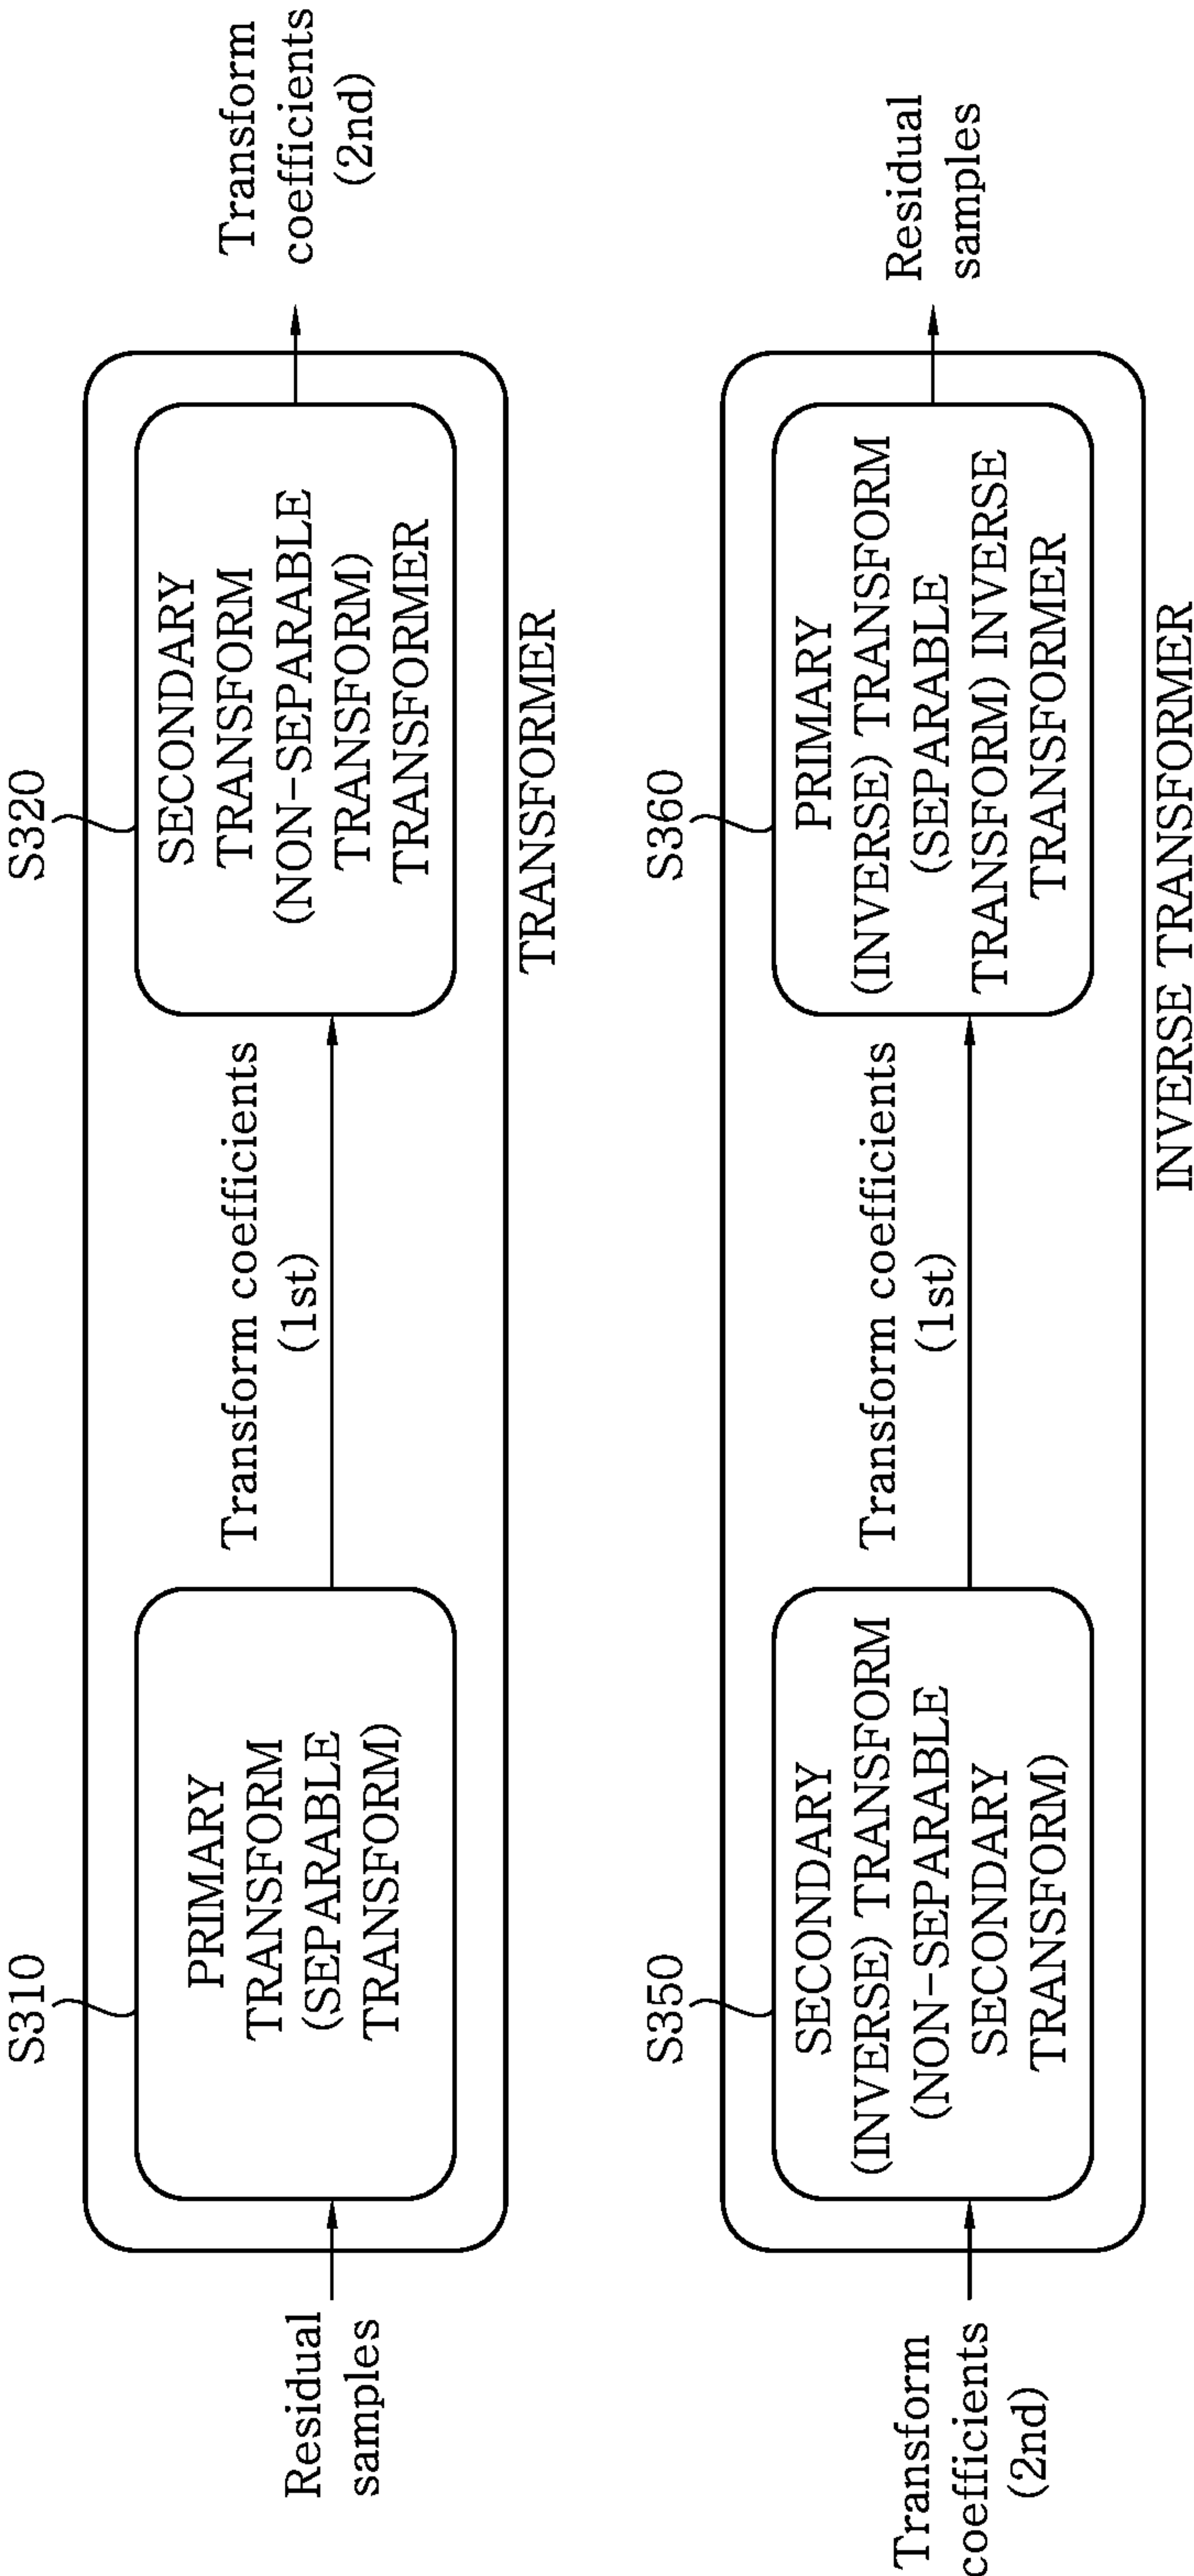 S310
S320
Residual
samples
PRIMARY
TRANSFORM
(SEPARABLE
TRANSFORM)
Transform coefficients
(1st)
SECONDARY
TRANSFORM
(NON-SEPARABLE
TRANSFORM)
TRANSFORMER
Transform
coefficients
(2nd)
TRANSFORMER
S350
S360
Transform
coefficients
(2nd)
SECONDARY
(INVERSE) TRANSFORM
(NON-SEPARABLE
SECONDARY
TRANSFORM)
Transform coefficients
(1st)
PRIMARY
(INVERSE) TRANSFORM
(SEPARABLE
TRANSFORM) INVERSE
TRANSFORMER
Residual
samples
INVERSE TRANSFORMER